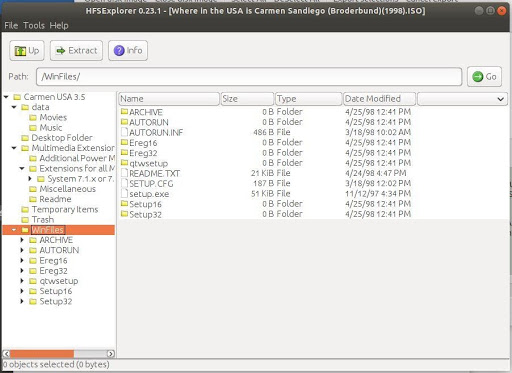 HFSExplorer 0.23.1 - [Where in the USA is Carmen Sandiego (Broderbund)(1998).ISO]
File Tools Help
Up Extract Info
Path: /WinFiles/ Go
Carmen USA 3.5
data
Movies
Music
Desktop Folder
Multimedia Extension
Additional Power M
Extensions for all M
System 7.1.x or 7.
Miscellaneous
Readme
Temporary Items
Trash
WinFiles
ARCHIVE
AUTORUN
Ereg16
Ereg32
qtwsetup
Setup16
Setup32
Name Size Type Date Modified
ARCHIVE 0 B Folder 4/25/98 12:41 PM
AUTORUN 0 B Folder 4/25/98 12:41 PM
AUTORUN.INF 486 B File 3/18/98 10:02 AM
Ereg16 0 B Folder 4/25/98 12:41 PM
Ereg32 0 B Folder 4/25/98 12:41 PM
qtwsetup 0 B Folder 4/25/98 12:41 PM
README.TXT 21 KiB File 4/24/98 4:47 PM
SETUP.CFG 187 B File 3/18/98 12:02 PM
setup.exe 51 KiB File 11/12/97 4:34 PM
Setup16 0 B Folder 4/25/98 12:41 PM
Setup32 0 B Folder 4/25/98 12:41 PM
0 objects selected (0 bytes)